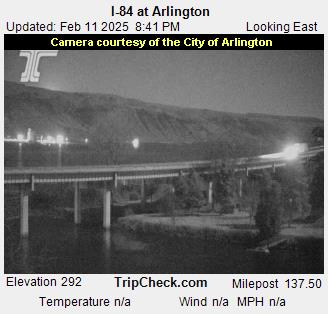 I-84 at Arlington
Updated: Feb 11 2025 8:41 PM Looking East
Camera courtesy of the City of Arlington
Elevation 292 TripCheck.com Milepost 137.50
Temperature n/a Wind n/a MPH n/a